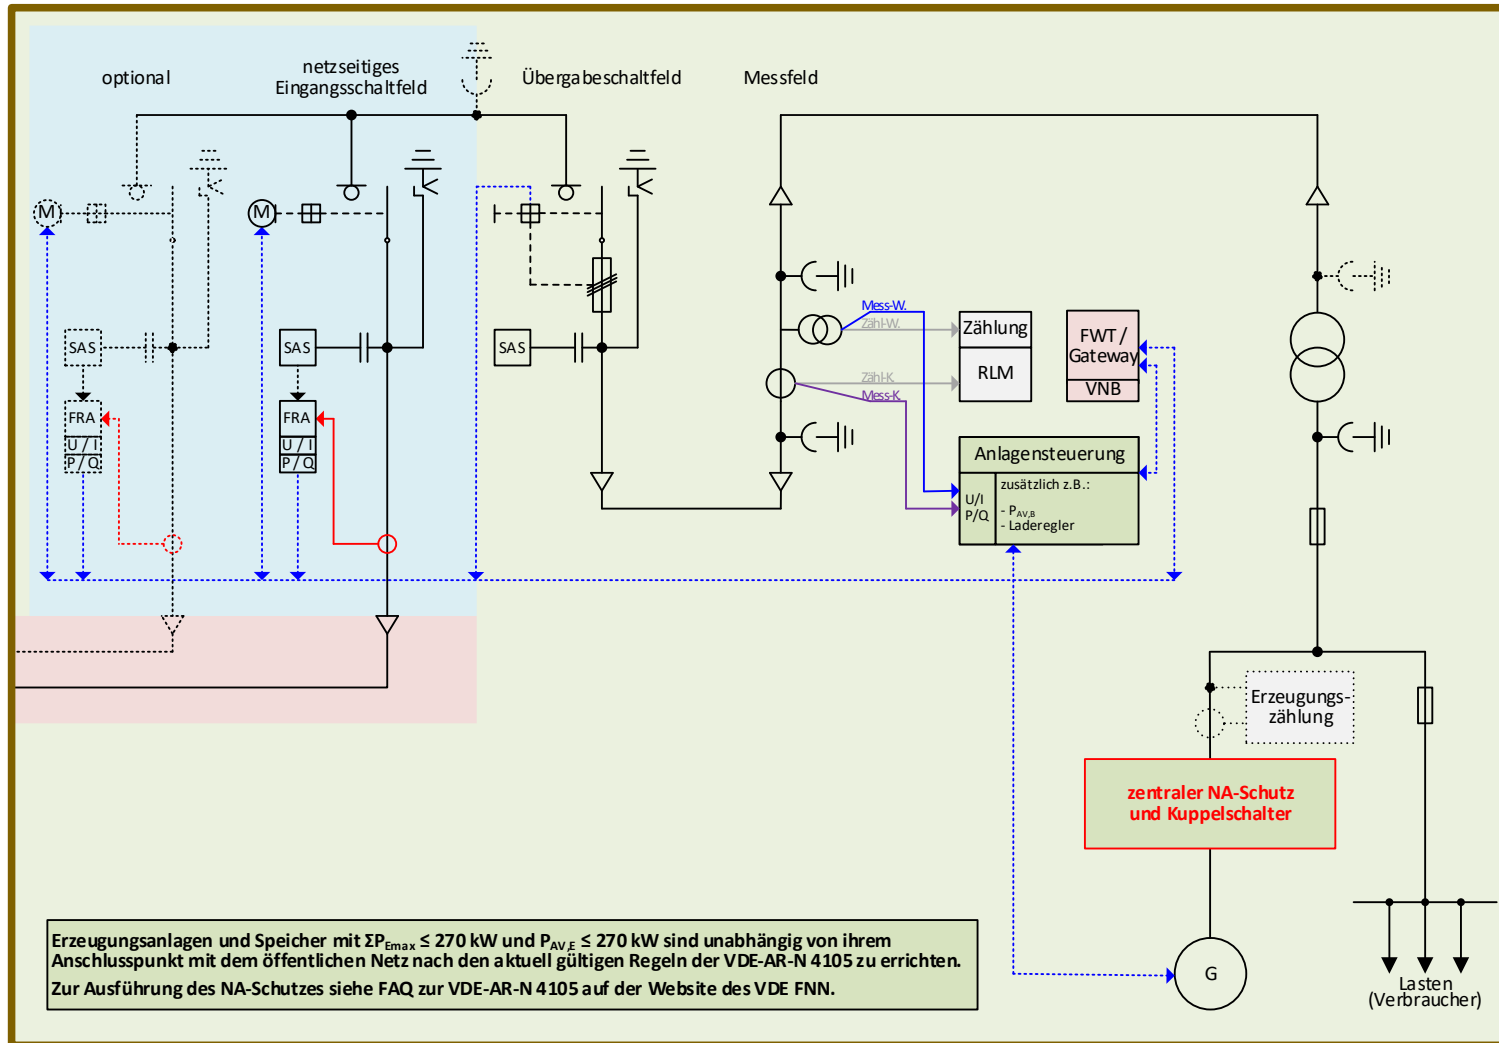 optional
netzseitiges
Eingangsschaltfeld
Übergabeschaltfeld
Messfeld
M
M
SAS
SAS
SAS
FRA
U / I
P / Q
FRA
U / I
P / Q
Mess-W.
Zähl-W.
Zähl-K.
Mess-K.
Zählung
RLM
FWT /
Gateway
VNB
Anlagensteuerung
U/I
P/Q
zusätzlich z.B.:
- PAV,B
- Laderegler
Erzeugungs-
zählung
zentraler NA-Schutz
und Kuppelschalter
G
Lasten
(Verbraucher)
Erzeugungsanlagen und Speicher mit ΣPEmax ≤ 270 kW und PAV,E ≤ 270 kW sind unabhängig von ihrem
Anschlusspunkt mit dem öffentlichen Netz nach den aktuell gültigen Regeln der VDE-AR-N 4105 zu errichten.
Zur Ausführung des NA-Schutzes siehe FAQ zur VDE-AR-N 4105 auf der Website des VDE FNN.